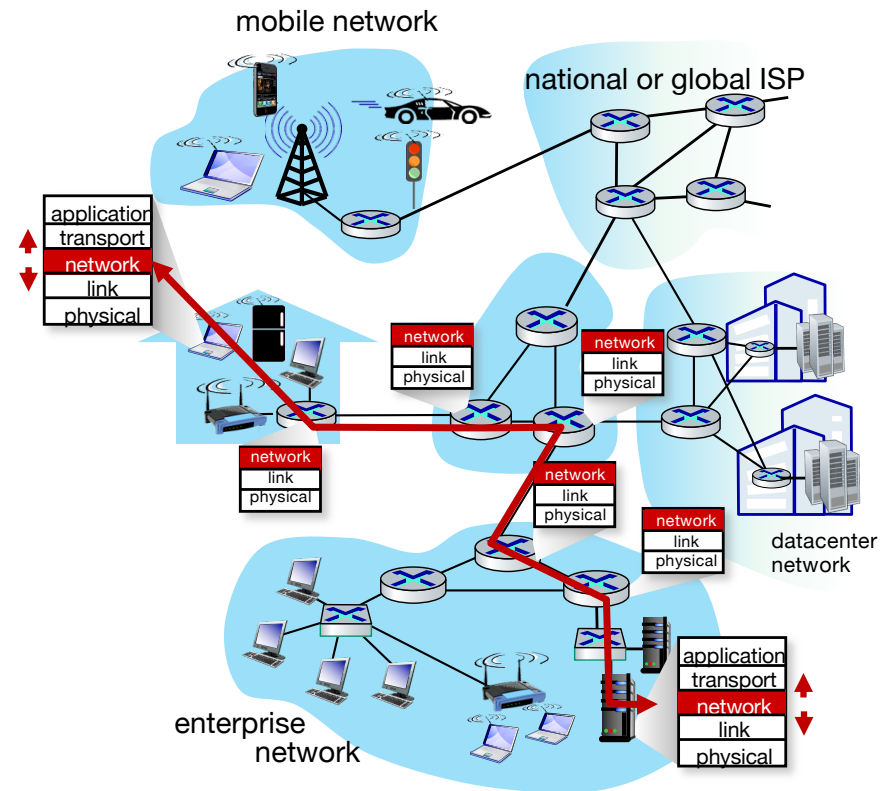 mobile network
national or global ISP
application
transport
network
link
physical
network
link
physical
network
link
physical
network
link
physical
network
link
physical
network
link
physical
datacenter
network
application
transport
network
link
physical
enterprise
network